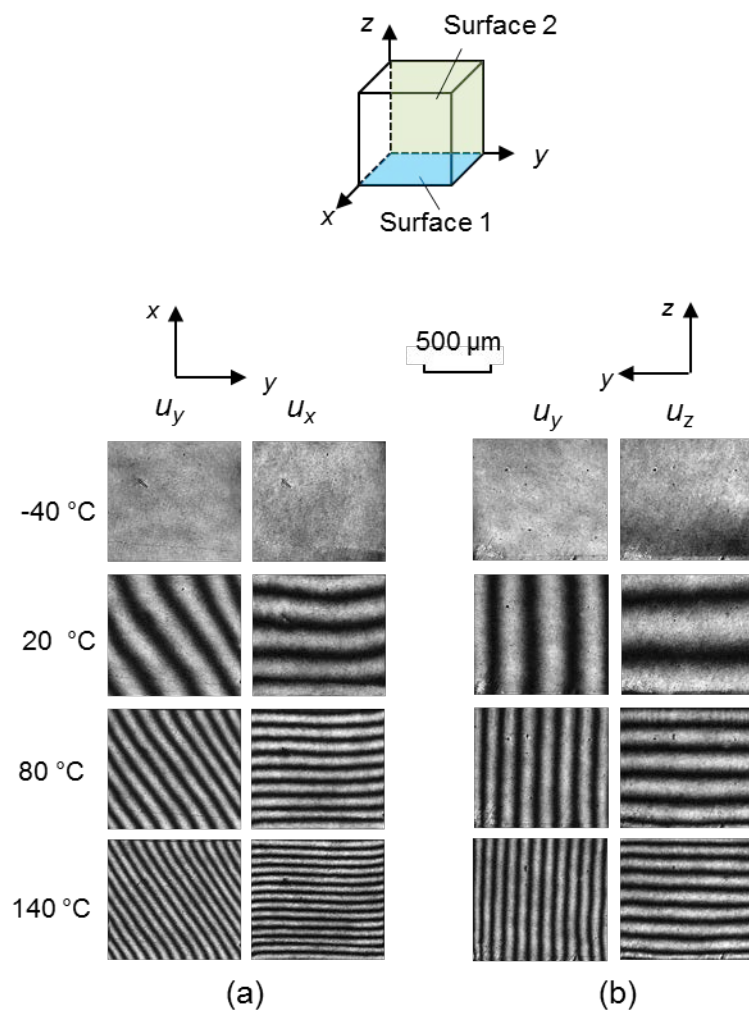 z
Surface 2
y
x
Surface 1
x
y
500 μm
z
y
u_y
u_x
u_y
u_z
-40 °C
20 °C
80 °C
140 °C
(a)
(b)